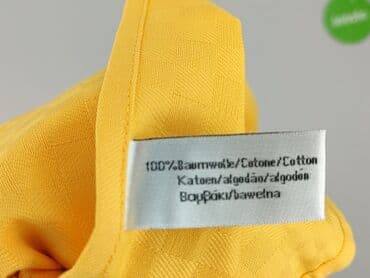 100%Baumwolle/Cotone/Cotton
Katoen/algodão/algodón
Βαμβάκι/bawełna